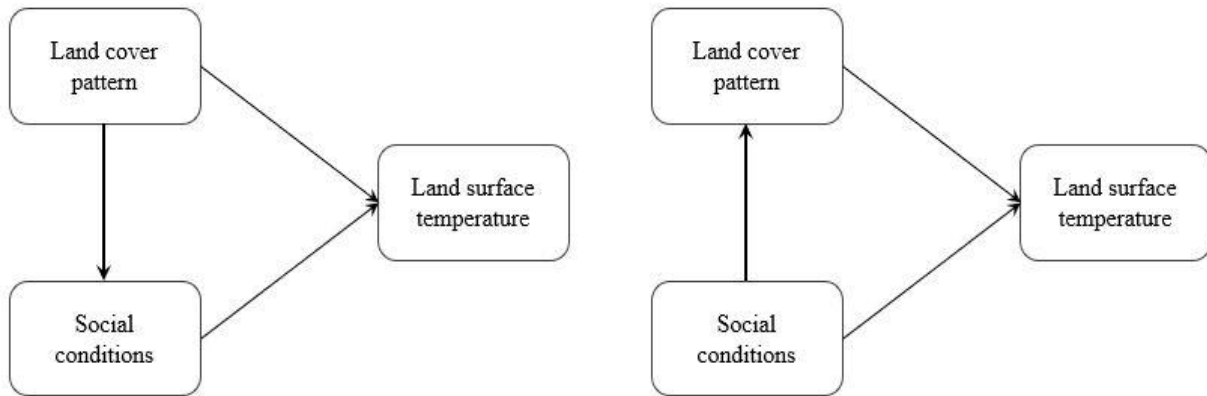 Land cover
pattern
Land surface
temperature
Social
conditions
Land cover
pattern
Land surface
temperature
Social
conditions